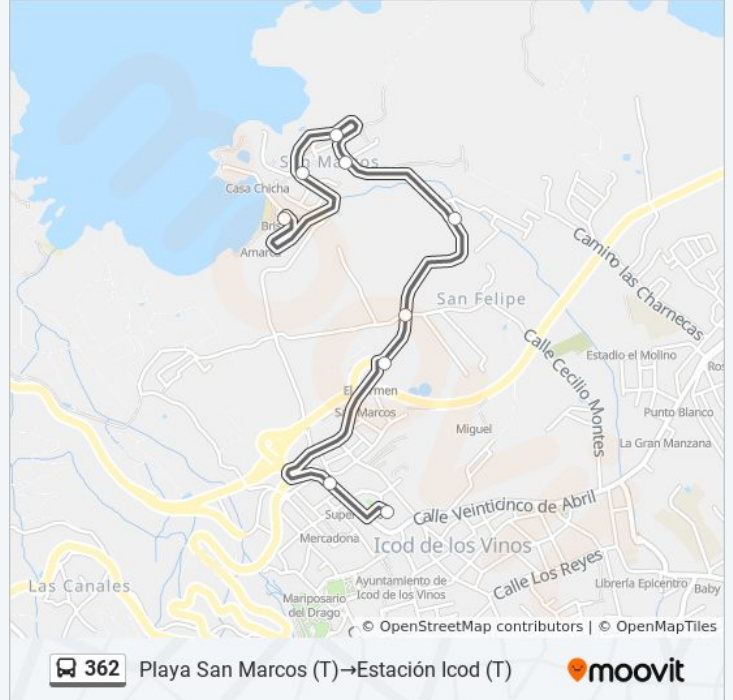 San Marcos
Casa Chicha
Bris
Amarca
Camino las Charnecas
San Felipe
Calle Cecilio Montes
Estadio el Molino
Ros
El Carmen
San Marcos
Punto Blanco
Miguel
La Gran Manzana
Calle Veinticinco de Abril
Super
Mercadona
Icod de los Vinos
Calle Los Reyes
Las Canales
Ayuntamiento de
Icod de los Vinos
Librería Epicentro
Baby
Mariposario
del Drago
© OpenStreetMap contributors | © OpenMapTiles
362 Playa San Marcos (T)→Estación Icod (T)
moovit